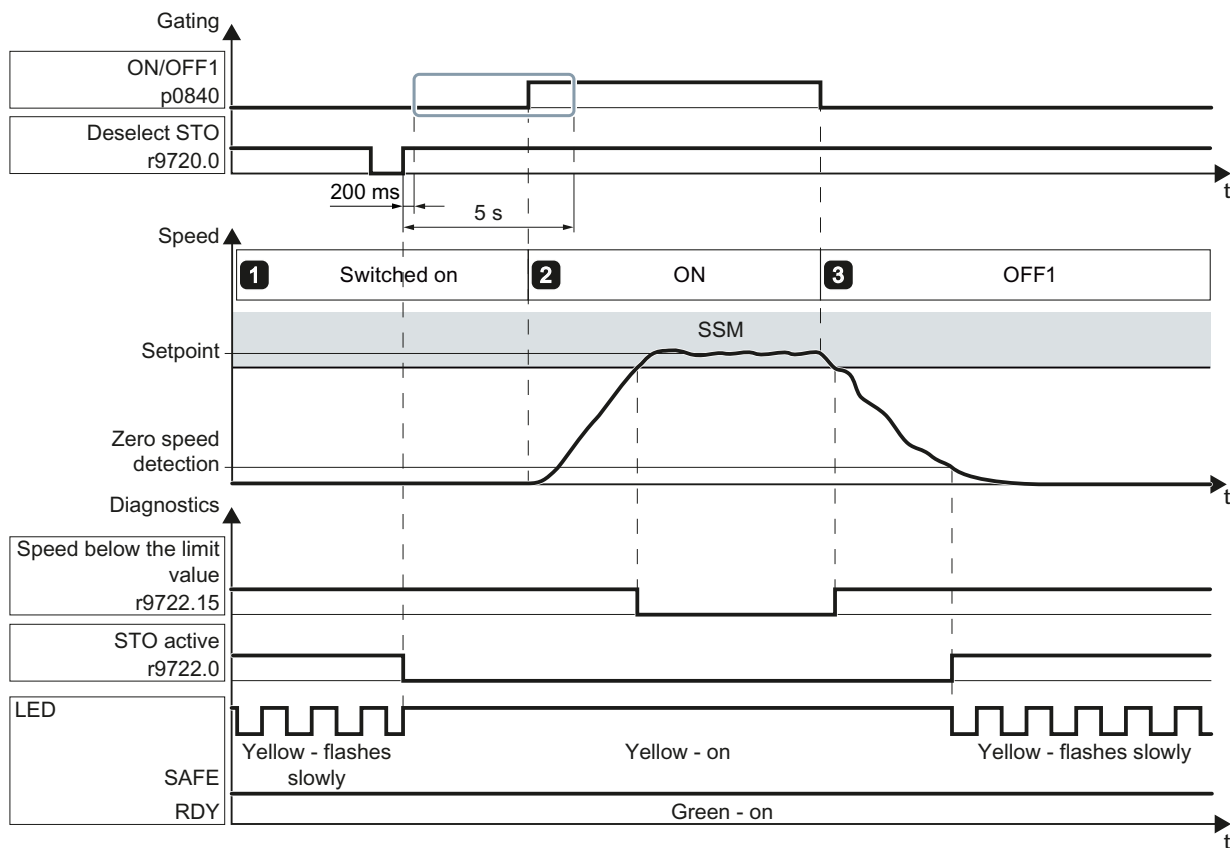 Gating
ON/OFF1
p0840
Deselect STO
r9720.0
t
200 ms
5 s
Speed
1 Switched on
2 ON
3 OFF1
SSM
Setpoint
Zero speed
detection
t
Diagnostics
Speed below the limit
value
r9722.15
STO active
r9722.0
LED
Yellow - flashes
slowly
Yellow - on
Yellow - flashes slowly
SAFE
RDY
Green - on
t